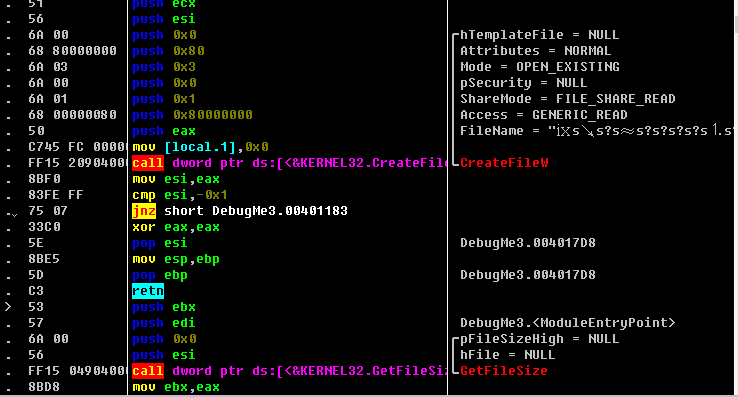 . 51 push ecx
. 56 push esi
. 6A 00 push 0x0 hTemplateFile = NULL
. 68 80000000 push 0x80 Attributes = NORMAL
. 6A 03 push 0x3 Mode = OPEN_EXISTING
. 6A 00 push 0x0 pSecurity = NULL
. 6A 01 push 0x1 ShareMode = FILE_SHARE_READ
. 68 00000080 push 0x80000000 Access = GENERIC_READ
. 50 push eax FileName =
. C745 FC 0000 mov [local.1],0x0
. FF15 20904000 call dword ptr ds:[<&KERNEL32.CreateFile CreateFileW
. 8BF0 mov esi,eax
. 83FE FF cmp esi,-0x1
. 75 07 jnz short DebugMe3.00401183
. 33C0 xor eax,eax
. 5E pop esi DebugMe3.004017D8
. 8BE5 mov esp,ebp
. 5D pop ebp DebugMe3.004017D8
. C3 retn
> 53 push ebx
. 57 push edi DebugMe3.<ModuleEntryPoint>
. 6A 00 push 0x0 pFileSizeHigh = NULL
. 56 push esi hFile = NULL
. FF15 04904000 call dword ptr ds:[<&KERNEL32.GetFileSiz GetFileSize
. 8BD8 mov ebx,eax